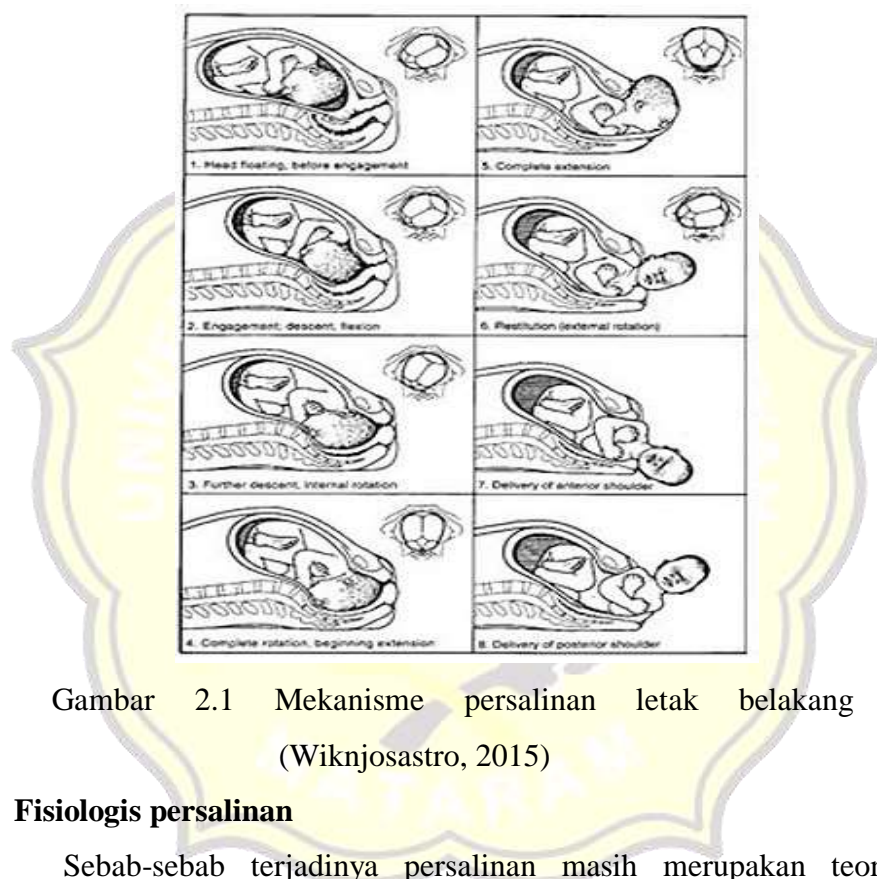 1. Head floating, before engagement
5. Complete extension
2. Engagement; descent, flexion
6. Restitution (external rotation)
3. Further descent, internal rotation
7. Delivery of anterior shoulder
4. Complete rotation, beginning extension
8. Delivery of posterior shoulder
Gambar 2.1 Mekanisme persalinan letak belakang
(Wiknjosastro, 2015)
Fisiologis persalinan
Sebab-sebab terjadinya persalinan masih merupakan
MATARAM